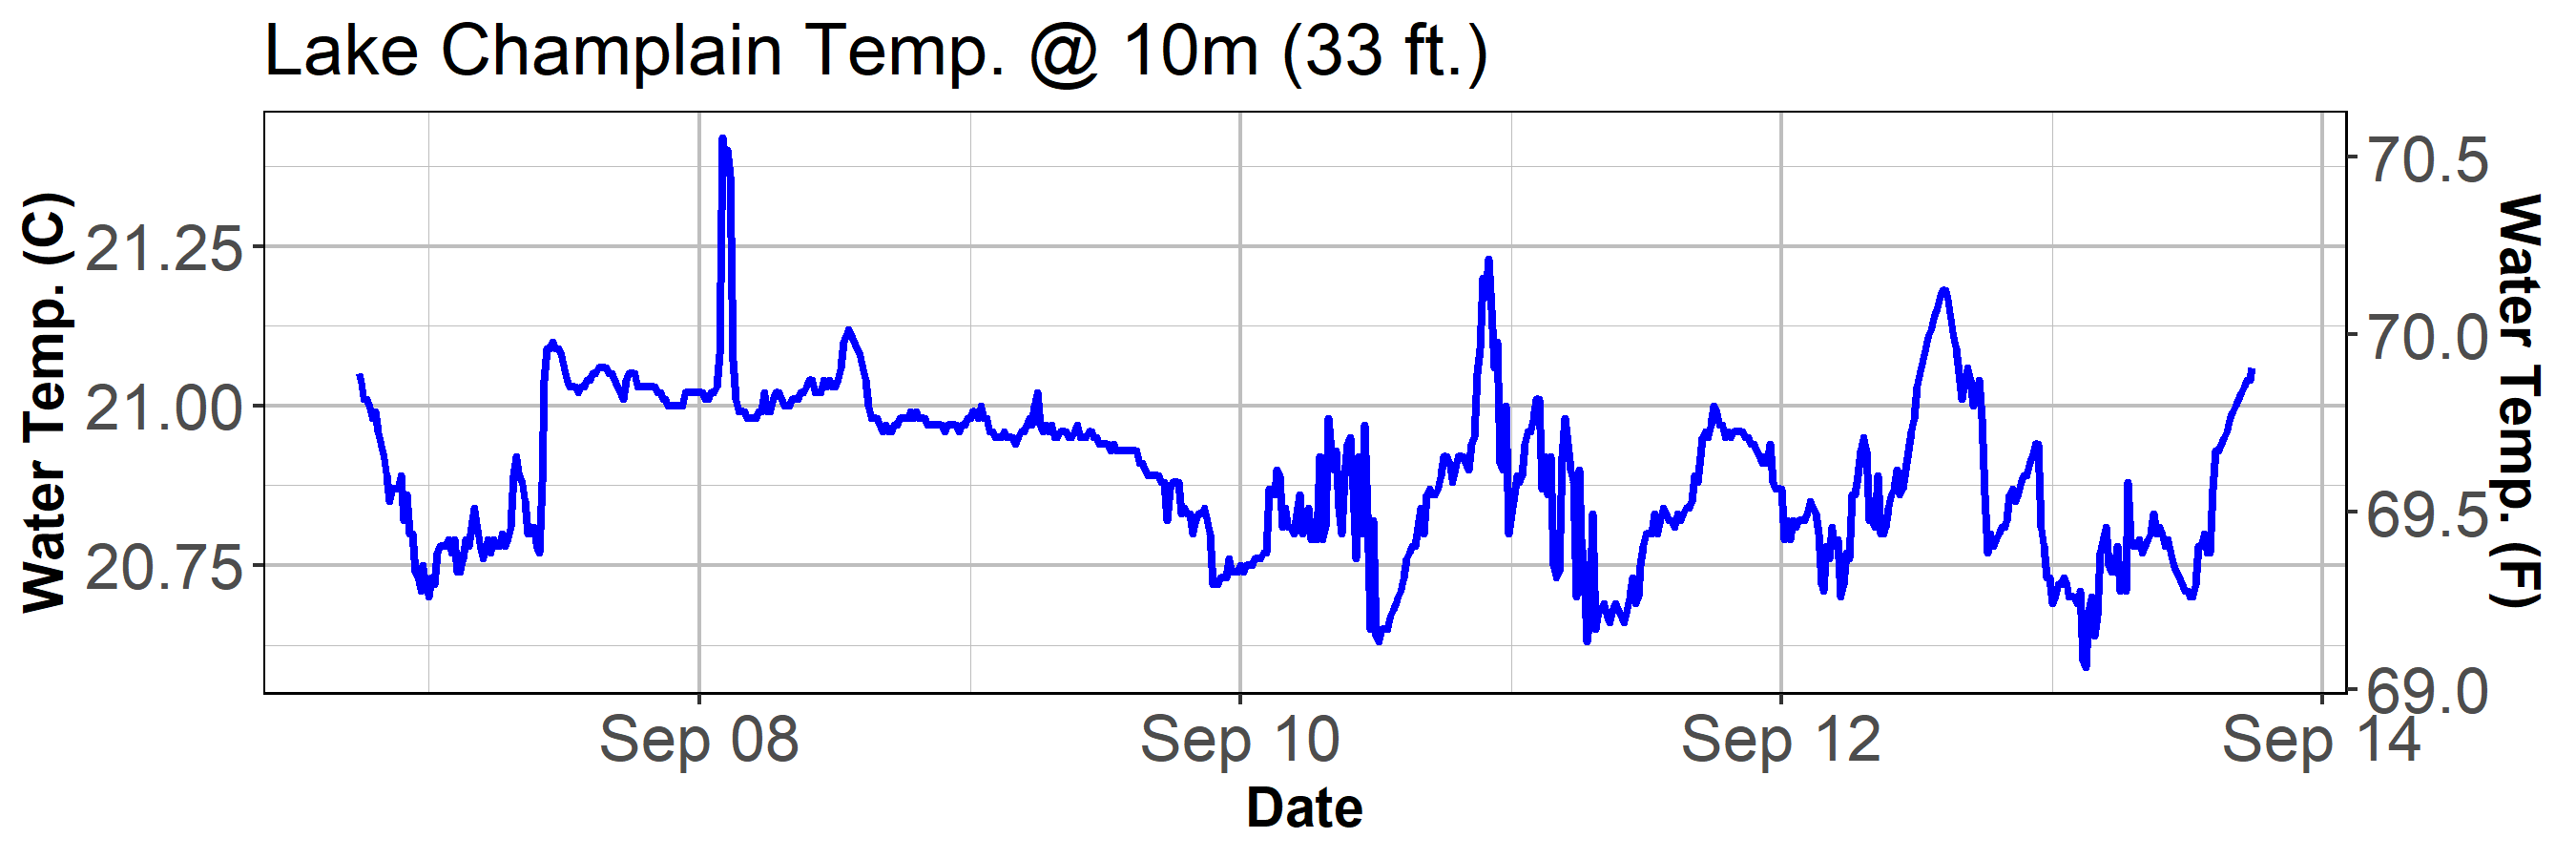 Lake Champlain Temp. @ 10m (33 ft.)
Water Temp. (C)
21.25
21.00
20.75
70.5
70.0
69.5
69.0
Water Temp. (F)
Sep 08
Sep 10
Sep 12
Sep 14
Date